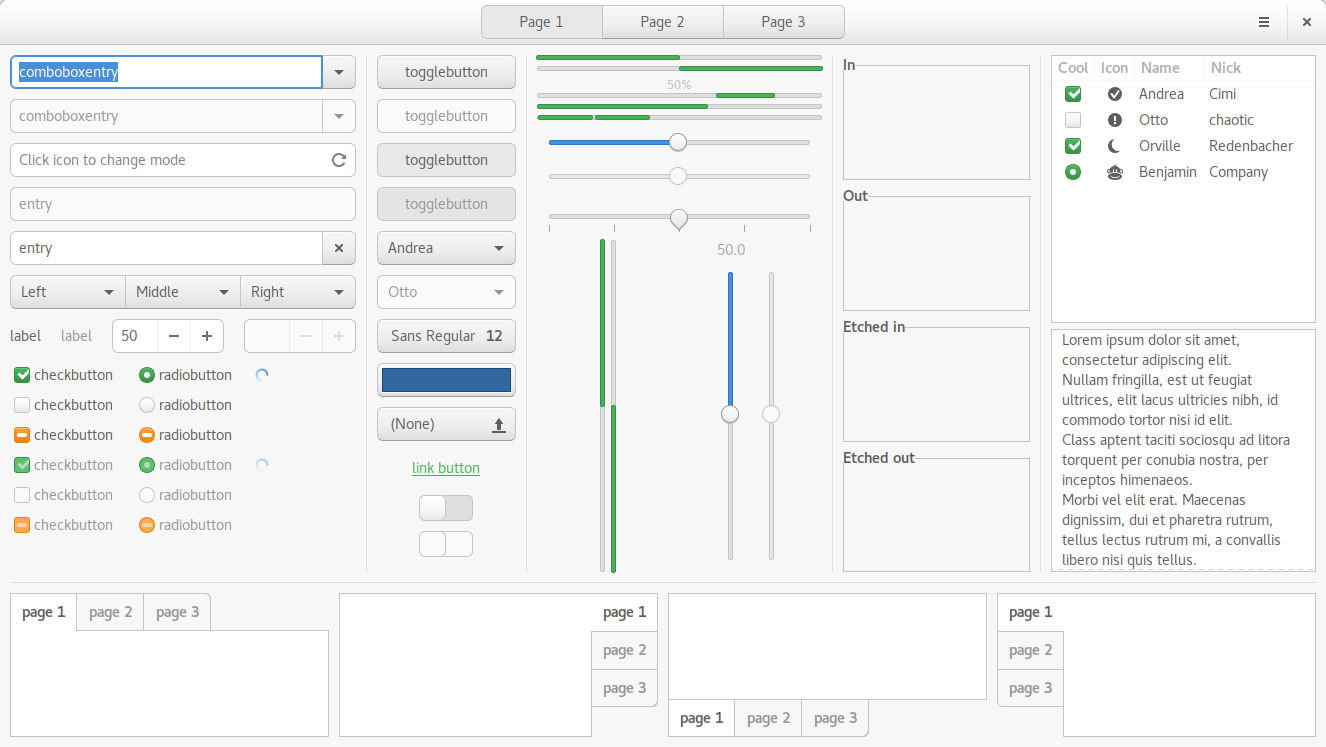 Page 1 Page 2 Page 3
comboboxentry
comboboxentry
Click icon to change mode
entry
entry
Left Middle Right
label label 50
checkbutton radiobutton
checkbutton radiobutton
checkbutton radiobutton
checkbutton radiobutton
checkbutton radiobutton
checkbutton radiobutton
togglebutton
togglebutton
togglebutton
togglebutton
Andrea
Otto
Sans Regular 12
(None)
link button
50%
50.0
In
Out
Etched in
Etched out
Cool Icon Name Nick
Andrea Cimi
Otto chaotic
Orville Redenbacher
Benjamin Company
Lorem ipsum dolor sit amet,
consectetur adipiscing elit.
Nullam fringilla, est ut feugiat
ultrices, elit lacus ultricies nibh, id
commodo tortor nisi id elit.
Class aptent taciti sociosqu ad litora
torquent per conubia nostra, per
inceptos himenaeos.
Morbi vel elit erat. Maecenas
dignissim, dui et pharetra rutrum,
tellus lectus rutrum mi, a convallis
libero nisi quis tellus.
page 1 page 2 page 3
page 1
page 2
page 3
page 1 page 2 page 3
page 1
page 2
page 3